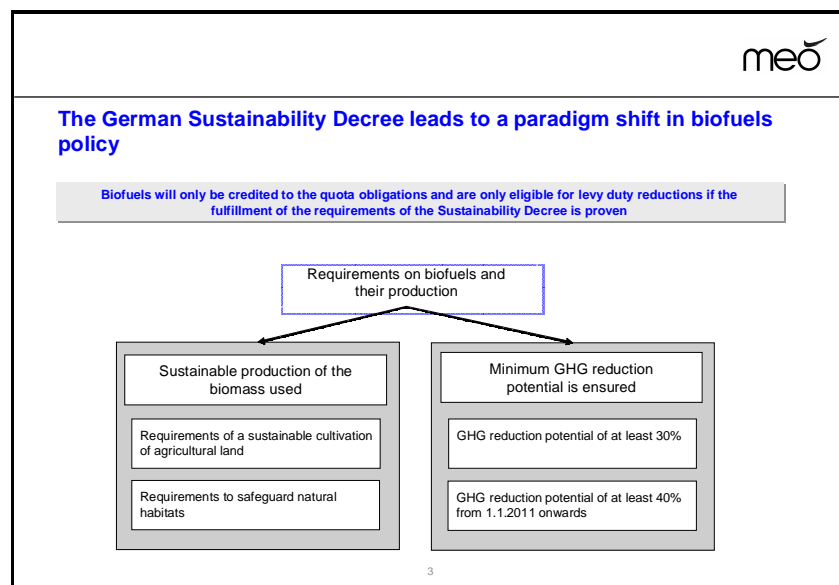 meó
The German Sustainability Decree leads to a paradigm shift in biofuels
policy
Biofuels will only be credited to the quota obligations and are only eligible for levy duty reductions if the
fulfillment of the requirements of the Sustainability Decree is proven
Requirements on biofuels and
their production
Sustainable production of the
biomass used
Requirements of a sustainable cultivation
of agricultural land
Requirements to safeguard natural
habitats
Minimum GHG reduction
potential is ensured
GHG reduction potential of at least 30%
GHG reduction potential of at least 40%
from 1.1.2011 onwards
3